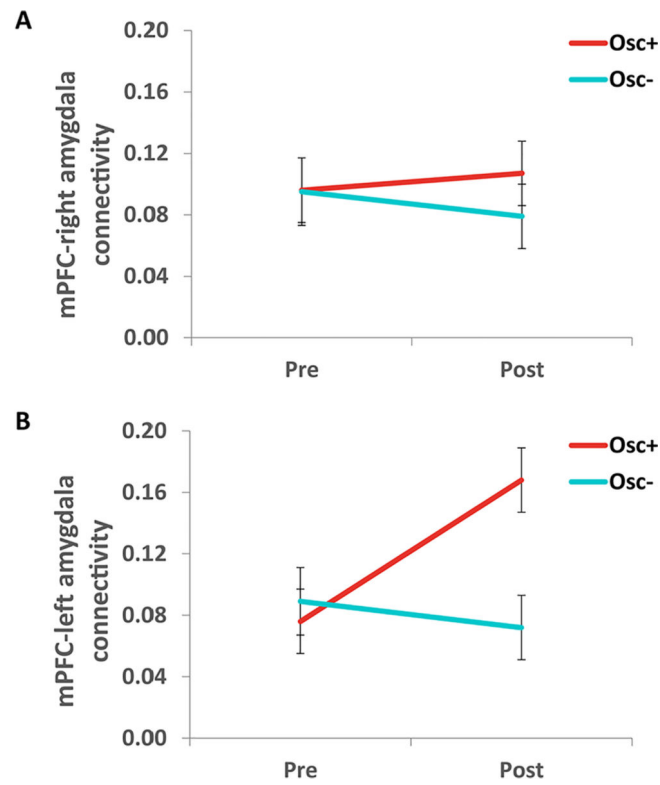 A
mPFC-right amygdala
connectivity
0.20
0.16
0.12
0.08
0.04
0.00
Pre
Post
Osc+
Osc-
B
mPFC-left amygdala
connectivity
0.20
0.16
0.12
0.08
0.04
0.00
Pre
Post
Osc+
Osc-